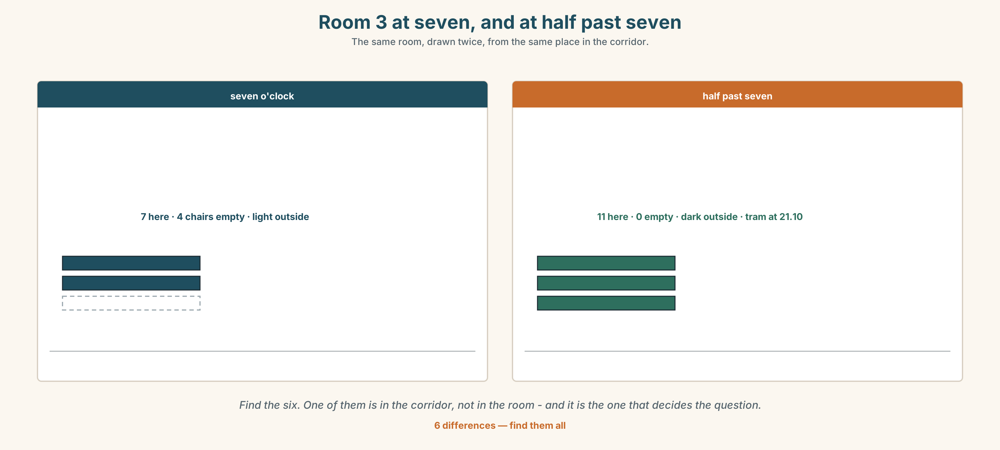 Room 3 at seven, and at half past seven
The same room, drawn twice, from the same place in the corridor.
seven o'clock
half past seven
7 here · 4 chairs empty · light outside
11 here · 0 empty · dark outside · tram at 21.10
Find the six. One of them is in the corridor, not in the room - and it is the one that decides the question.
6 differences — find them all